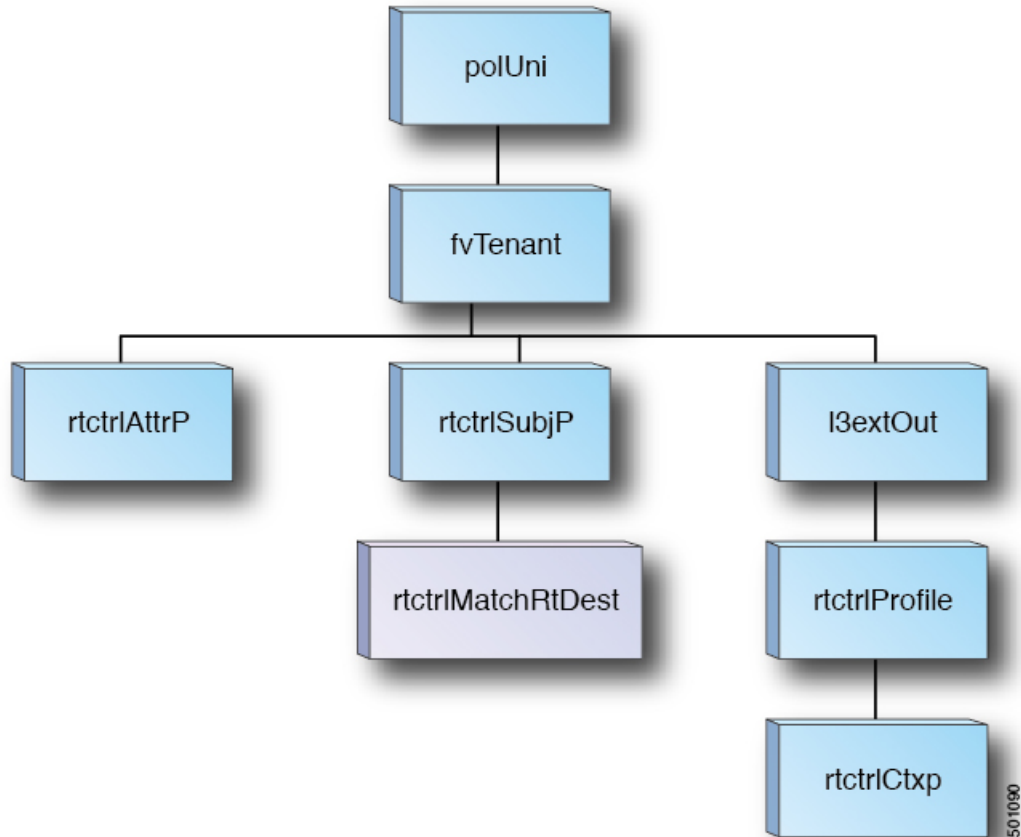 polUni
fvTenant
rtctrlAttrP
rtctrlSubjP
l3extOut
rtctrlMatchRtDest
rtctrlProfile
rtctrlCtxp
501090